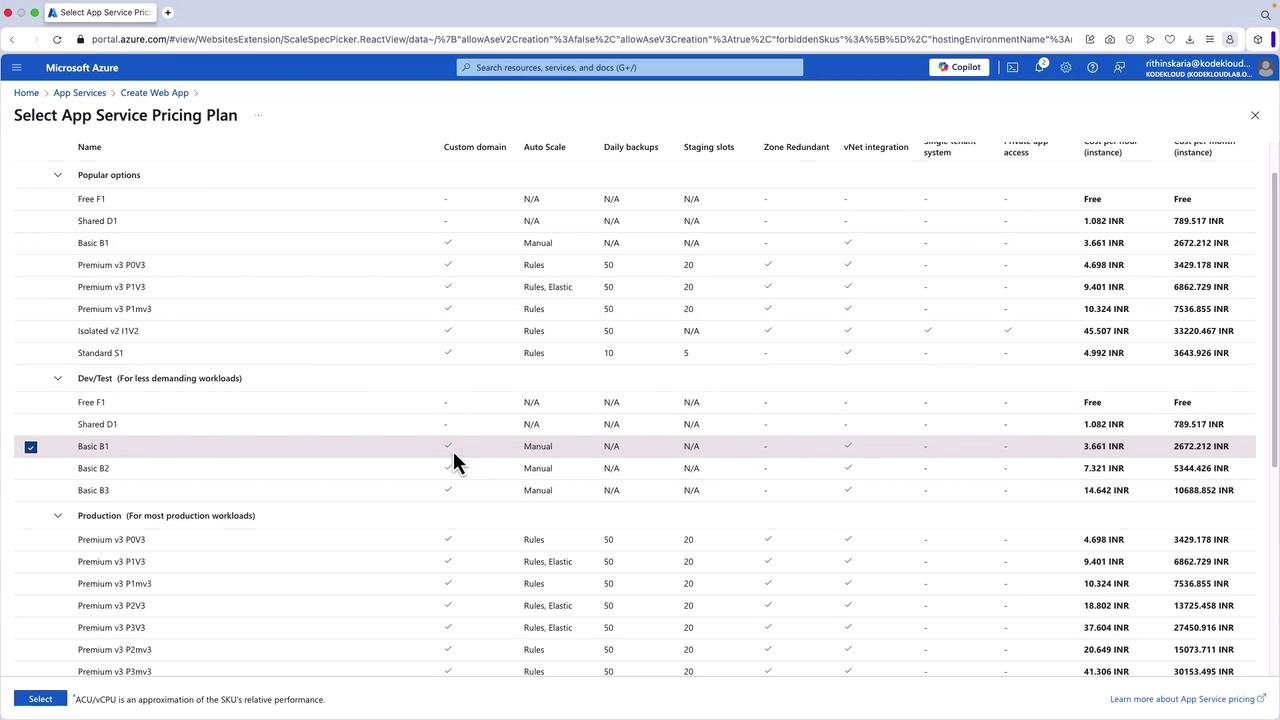 Select App Service Pric
portal.azure.com/#view/WebsitesExtension/ScaleSpecPicker.ReactView/data~/%7B"allowAseV2Creation"%3Afalse%2C"allowAseV3Creation"%3Atrue%2C"forbiddenSkus"%3A%5B%5D%2C"hostingEnvironmentName"%3A
Microsoft Azure Search resources, services, and docs (G+/) Copilot 2 rithinskaria@kodekloud... KODEKLOUD (KODEKLOUDLAB.O...
Home > App Services > Create Web App >
Select App Service Pricing Plan ...
Name Custom domain Auto Scale Daily backups Staging slots Zone Redundant vNet integration Single tenant system Private app access Cost per hour (instance) Cost per month (instance)
Popular options
Free F1 - N/A N/A N/A - - - - Free Free
Shared D1 - N/A N/A N/A - - - - 1.082 INR 789.517 INR
Basic B1 ✓ Manual N/A N/A - ✓ - - 3.661 INR 2672.212 INR
Premium v3 P0V3 ✓ Rules 50 20 ✓ ✓ - - 4.698 INR 3429.178 INR
Premium v3 P1V3 ✓ Rules, Elastic 50 20 ✓ ✓ - - 9.401 INR 6862.729 INR
Premium v3 P1mv3 ✓ Rules 50 20 ✓ ✓ - - 10.324 INR 7536.855 INR
Isolated v2 I1V2 ✓ Rules 50 N/A ✓ ✓ ✓ ✓ 45.507 INR 33220.467 INR
Standard S1 ✓ Rules 10 5 - ✓ - - 4.992 INR 3643.926 INR
Dev/Test (For less demanding workloads)
Free F1 - N/A N/A N/A - - - - Free Free
Shared D1 - N/A N/A N/A - - - - 1.082 INR 789.517 INR
Basic B1 ✓ Manual N/A N/A - ✓ - - 3.661 INR 2672.212 INR
Basic B2 ✓ Manual N/A N/A - ✓ - - 7.321 INR 5344.426 INR
Basic B3 ✓ Manual N/A N/A - ✓ - - 14.642 INR 10688.852 INR
Production (For most production workloads)
Premium v3 P0V3 ✓ Rules 50 20 ✓ ✓ - - 4.698 INR 3429.178 INR
Premium v3 P1V3 ✓ Rules, Elastic 50 20 ✓ ✓ - - 9.401 INR 6862.729 INR
Premium v3 P1mv3 ✓ Rules 50 20 ✓ ✓ - - 10.324 INR 7536.855 INR
Premium v3 P2V3 ✓ Rules, Elastic 50 20 ✓ ✓ - - 18.802 INR 13725.458 INR
Premium v3 P3V3 ✓ Rules, Elastic 50 20 ✓ ✓ - - 37.604 INR 27450.916 INR
Premium v3 P2mv3 ✓ Rules 50 20 ✓ ✓ - - 20.649 INR 15073.711 INR
Premium v3 P3mv3 ✓ Rules 50 20 ✓ ✓ - - 41.306 INR 30153.495 INR
Select *ACU/vCPU is an approximation of the SKU's relative performance. Learn more about App Service pricing